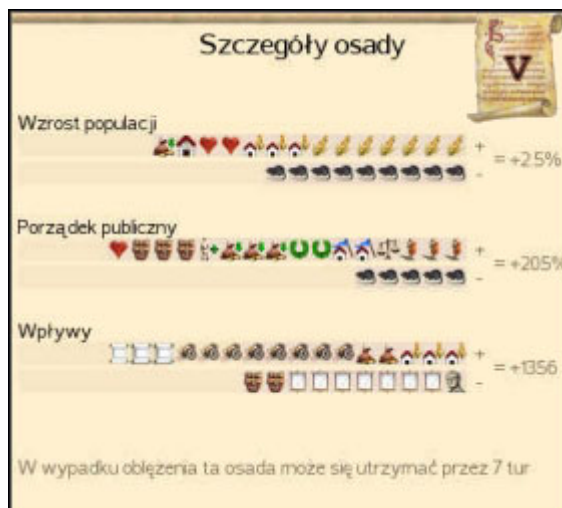 Szczegóły osady
V
Wzrost populacji
+
= +2.5%
-
Porządek publiczny
+
= +205%
-
Wpływy
+
= +1356
-
W wypadku oblężenia ta osada może się utrzymać przez 7 tur